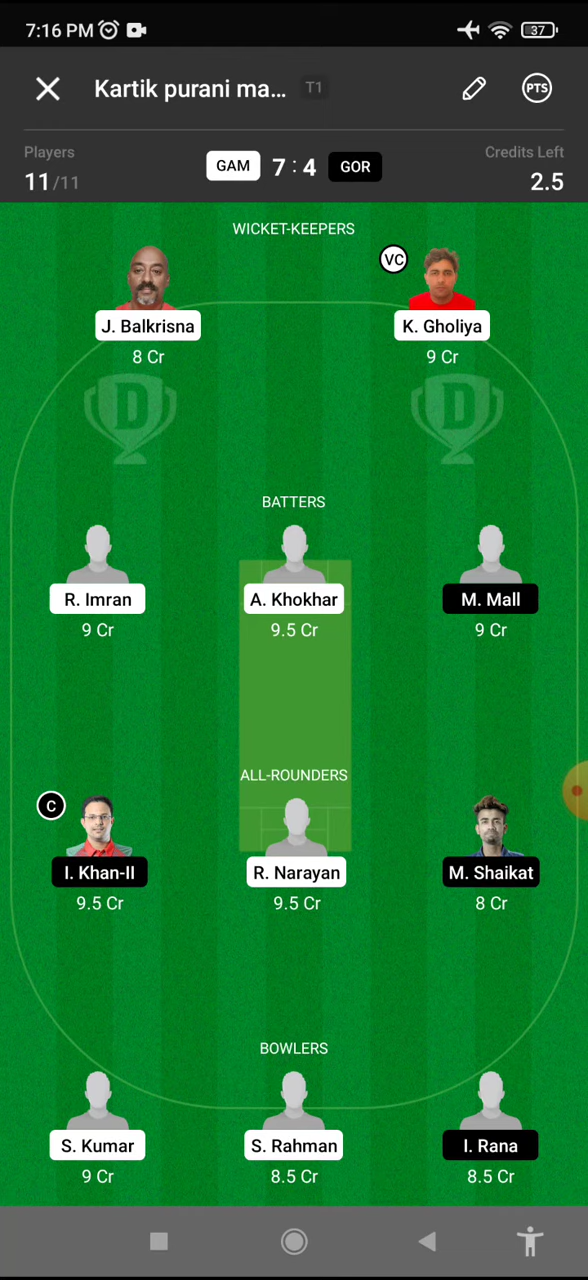 7:16 PM 37
Kartik purani ma... T1 PTS
Players Credits Left
11/11 GAM 7 : 4 GOR 2.5
WICKET-KEEPERS
VC
J. Balkrisna K. Gholiya
8 Cr 9 Cr
D D
BATTERS
R. Imran A. Khokhar M. Mall
9 Cr 9.5 Cr 9 Cr
ALL-ROUNDERS
C
I. Khan-II R. Narayan M. Shaikat
9.5 Cr 9.5 Cr 8 Cr
BOWLERS
S. Kumar S. Rahman I. Rana
9 Cr 8.5 Cr 8.5 Cr